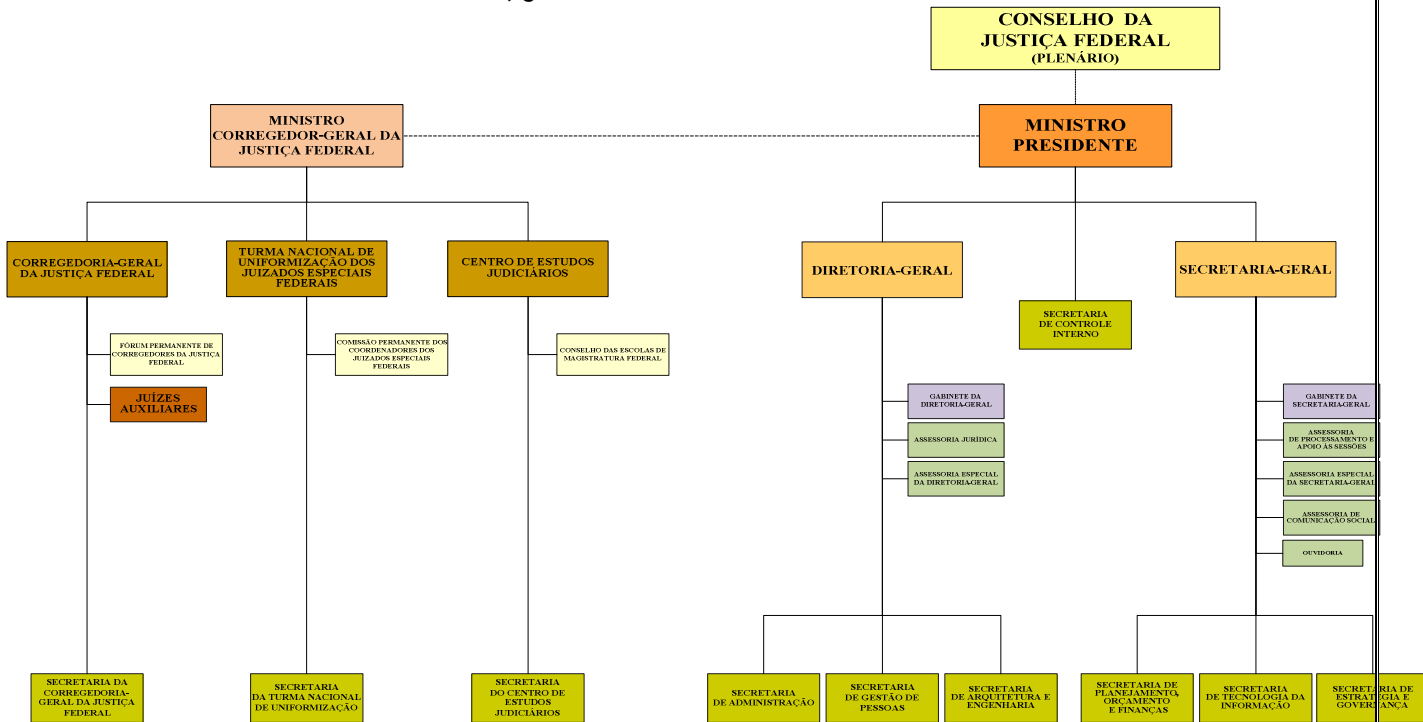 CONSELHO DA
JUSTIÇA FEDERAL
(PLENÁRIO)
MINISTRO
CORREGEDOR-GERAL DA
JUSTIÇA FEDERAL
MINISTRO
PRESIDENTE
CORREGEDORIA-GERAL
DA JUSTIÇA FEDERAL
TURMA NACIONAL DE
UNIFORMIZAÇÃO DOS
JUIZADOS ESPECIAIS
FEDERAIS
CENTRO DE ESTUDOS
JUDICIÁRIOS
DIRETORIA-GERAL
SECRETARIA-GERAL
SECRETARIA
DE CONTROLE
INTERNO
FÓRUM PERMANENTE DE
CORREGEDORES DA JUSTIÇA
FEDERAL
COMISSÃO PERMANENTE DOS
COORDENADORES DOS
JUIZADOS ESPECIAIS
FEDERAIS
CONSELHO DAS ESCOLAS DE
MAGISTRATURA FEDERAL
JUÍZES
AUXILIARES
GABINETE DA
DIRETORIA-GERAL
ASSESSORIA JURÍDICA
ASSESSORIA ESPECIAL
DA DIRETORIA-GERAL
GABINETE DA
SECRETARIA-GERAL
ASSESSORIA
DE PROCESSAMENTO E
APOIO ÀS SESSÕES
ASSESSORIA ESPECIAL
DA SECRETARIA-GERAL
ASSESSORIA DE
COMUNICAÇÃO SOCIAL
OUVIDORIA
SECRETARIA DA
CORREGEDORIA-
GERAL DA JUSTIÇA
FEDERAL
SECRETARIA
DA TURMA NACIONAL
DE UNIFORMIZAÇÃO
SECRETARIA
DO CENTRO DE
ESTUDOS
JUDICIÁRIOS
SECRETARIA
DE ADMINISTRAÇÃO
SECRETARIA
DE GESTÃO DE
PESSOAS
SECRETARIA
DE ARQUITETURA E
ENGENHARIA
SECRETARIA DE
PLANEJAMENTO,
ORÇAMENTO
E FINANÇAS
SECRETARIA
DE TECNOLOGIA DA
INFORMAÇÃO
SECRETARIA DE
ESTRATÉGIA E
GOVERNANÇA